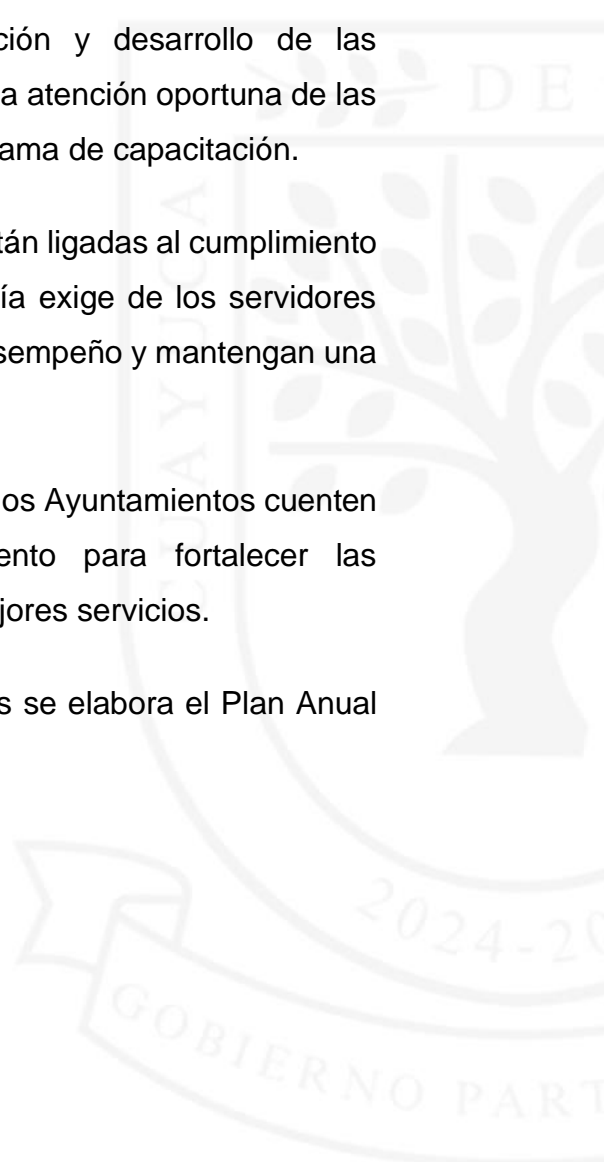 ción y desarrollo de las
a atención oportuna de las
ama de capacitación.
tán ligadas al cumplimiento
ía exige de los servidores
sempeño y mantengan una
os Ayuntamientos cuenten
ento para fortalecer las
jores servicios.
s se elabora el Plan Anual
DE
CUAYUCA
2024-20
GOBIERNO PART